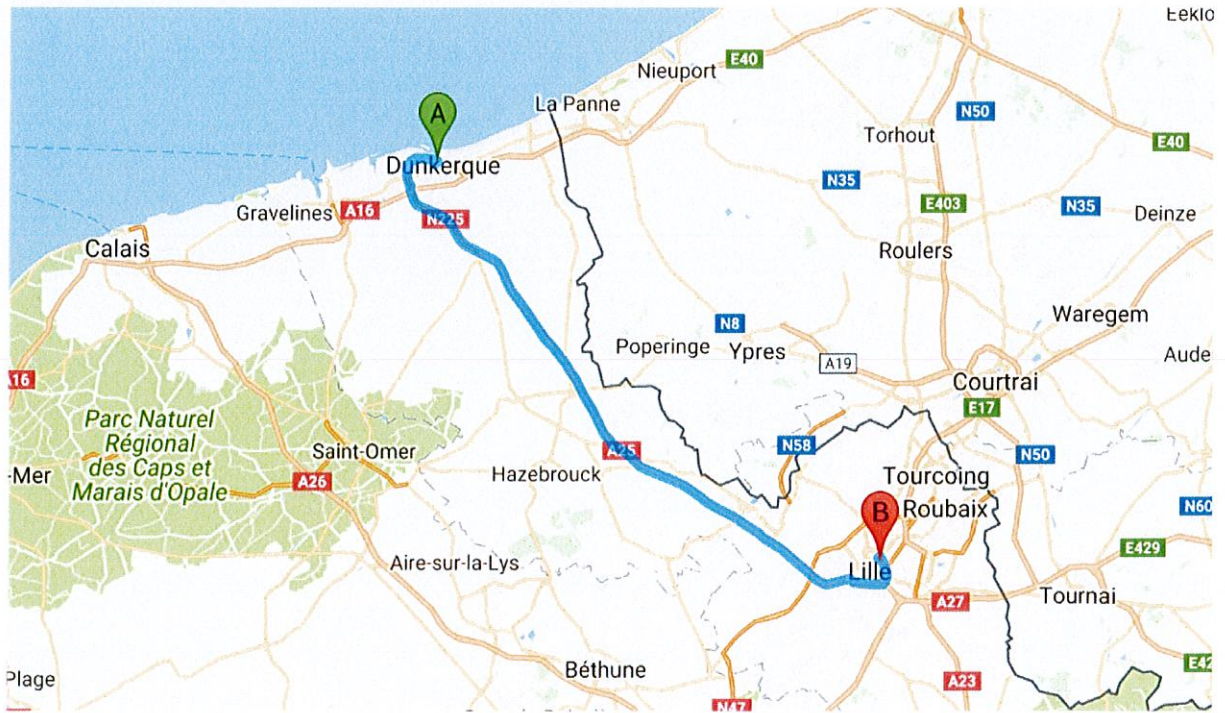 Eeklo
Nieuport
E40
La Panne
A
N50
Torhout
E40
Dunkerque
N35
E403
N35
Deinze
Gravelines
A16
N225
Calais
Roulers
Waregem
N8
Poperinge
Ypres
A19
Aude
A16
Courtrai
E17
Parc Naturel
Régional
des Caps et
Marais d'Opale
Saint-Omer
A25
N58
N50
-Mer
A26
Hazebrouck
Tourcoing
B
Roubaix
N60
E429
Aire-sur-la-Lys
Lille
A27
Tournai
Béthune
E42
Plage
A23
N47